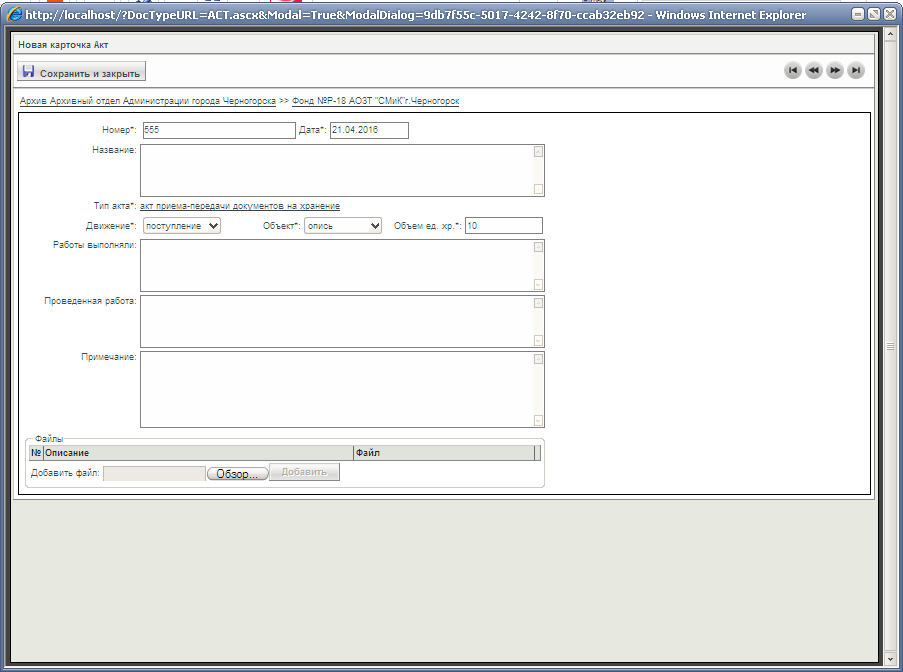 http://localhost/?DocTypeURL=ACT.ascx&Modal=True&ModalDialog=9db7f55c-5017-4242-8f70-ccab32eb92 - Windows Internet Explorer
Новая карточка Акт
Сохранить и закрыть
Архив Архивный отдел Администрации города Черногорска >> Фонд №Р-18 АОЗТ "СМиК"г.Черногорск
Номер*: 555 Дата*: 21.04.2016
Название:
Тип акта*: акт приема-передачи документов на хранение
Движение*: поступление Объект*: опись Объем ед. хр.*: 10
Работы выполняли:
Проведенная работа:
Примечание:
Файлы
№ Описание Файл
Добавить файл: Обзор... Добавить